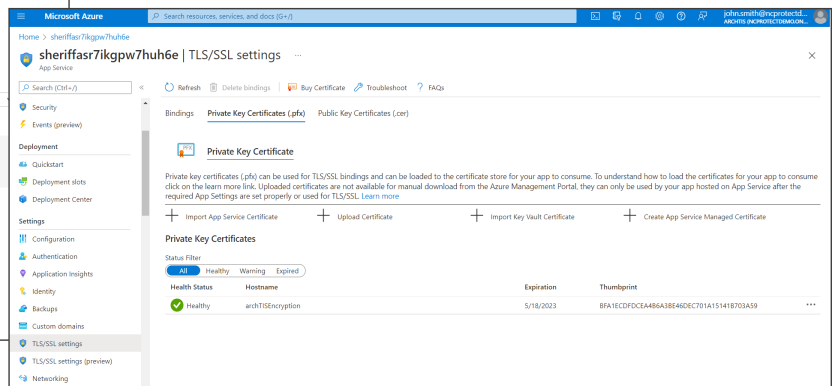 Microsoft Azure
Search resources, services, and docs (G+/)
john.smith@ncprotectd...
ARCHTIS (NCPROTECTDEMO.ON...
Home > sheriffasr7ikgpw7huh6e
sheriffasr7ikgpw7huh6e | TLS/SSL settings ...
App Service
Search (Ctrl+/)
Refresh Delete bindings Buy Certificate Troubleshoot FAQs
Security
Events (preview)
Deployment
Quickstart
Deployment slots
Deployment Center
Settings
Configuration
Authentication
Application Insights
Identity
Backups
Custom domains
TLS/SSL settings
TLS/SSL settings (preview)
Networking
Bindings Private Key Certificates (.pfx) Public Key Certificates (.cer)
PFX
Private Key Certificate
Private key certificates (.pfx) can be used for TLS/SSL bindings and can be loaded to the certificate store for your app to consume. To understand how to load the certificates for your app to consume
click on the learn more link. Uploaded certificates are not available for manual download from the Azure Management Portal, they can only be used by your app hosted on App Service after the
required App Settings are set properly or used for TLS/SSL. Learn more
Import App Service Certificate Upload Certificate Import Key Vault Certificate Create App Service Managed Certificate
Private Key Certificates
Status Filter
All Healthy Warning Expired
Health Status Hostname Expiration Thumbprint
Healthy archTISEncryption 5/18/2023 BFA1ECDFDCEA4B6A3BE46DEC701A15141B703A59 ...